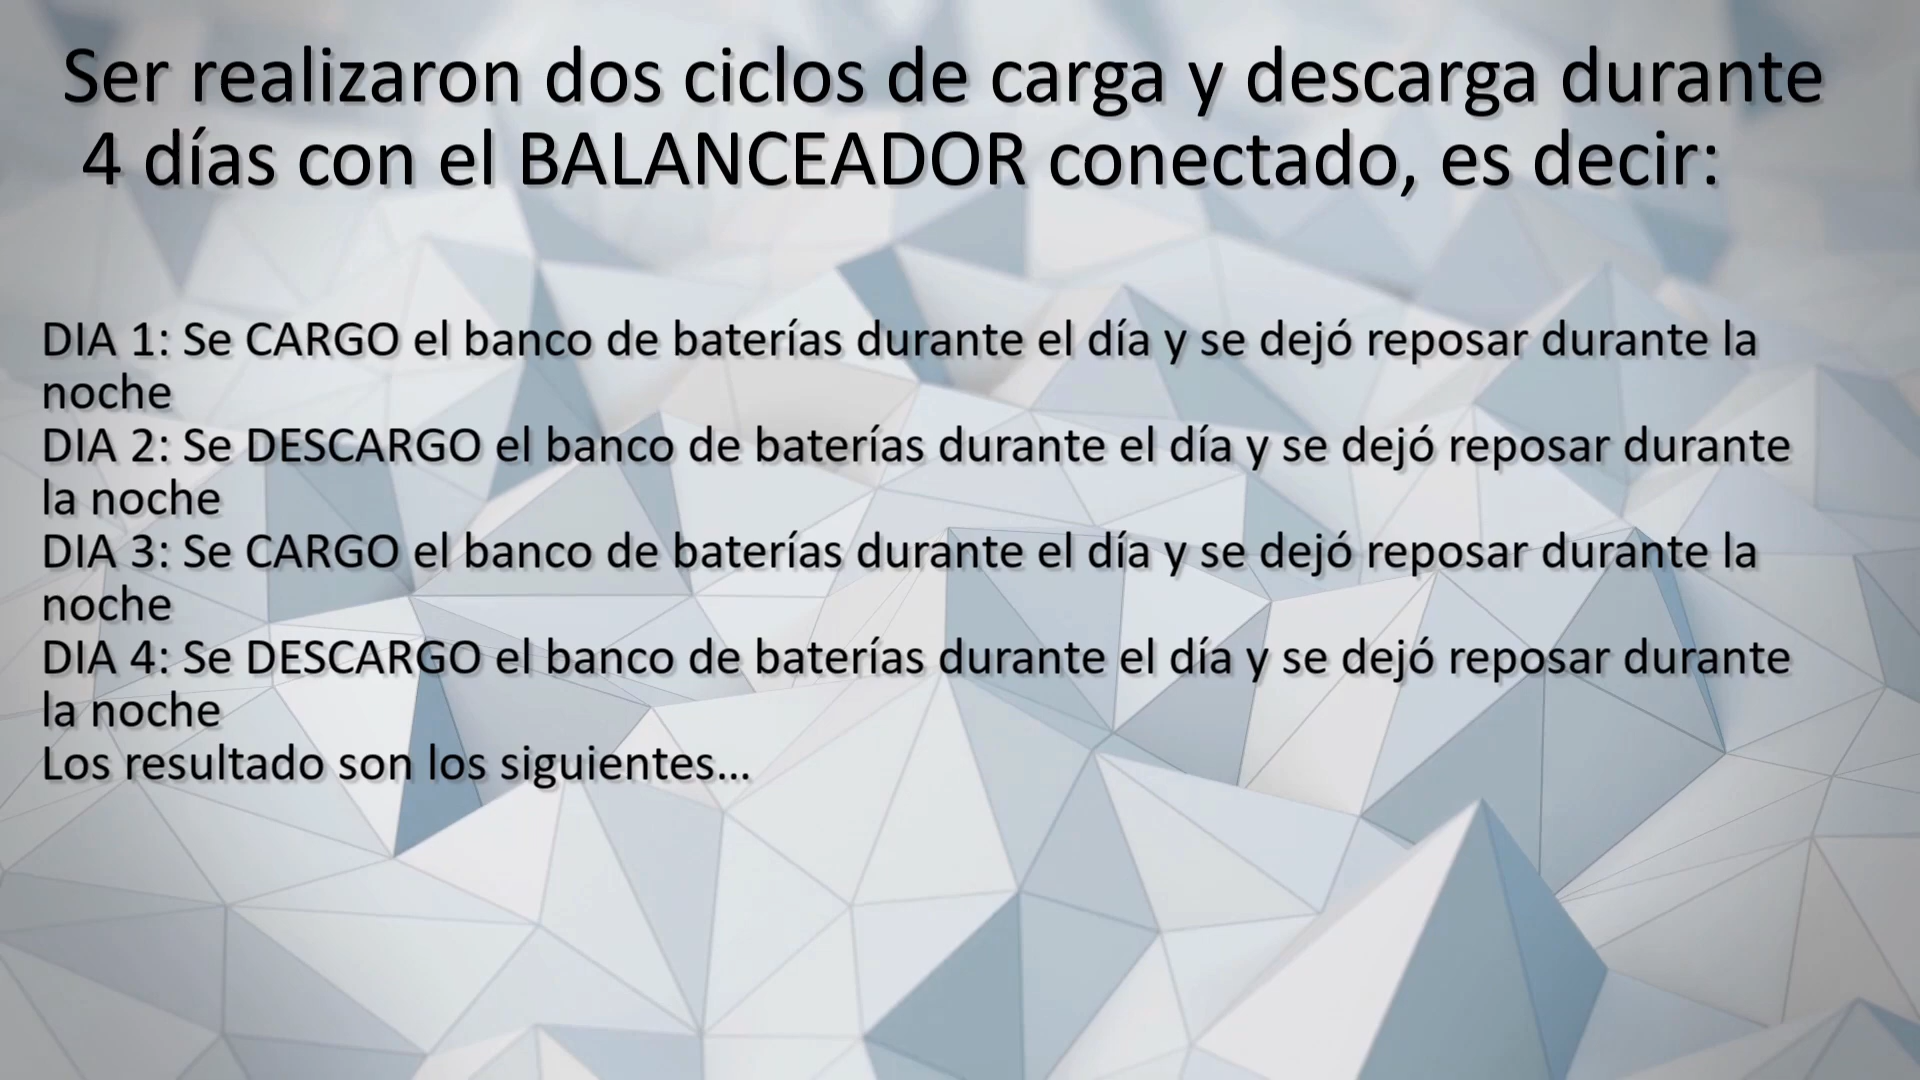 Ser realizaron dos ciclos de carga y descarga durante
4 días con el BALANCEADOR conectado, es decir:
DIA 1: Se CARGO el banco de baterías durante el día y se dejó reposar durante la
noche
DIA 2: Se DESCARGO el banco de baterías durante el día y se dejó reposar durante
la noche
DIA 3: Se CARGO el banco de baterías durante el día y se dejó reposar durante la
noche
DIA 4: Se DESCARGO el banco de baterías durante el día y se dejó reposar durante
la noche
Los resultado son los siguientes...